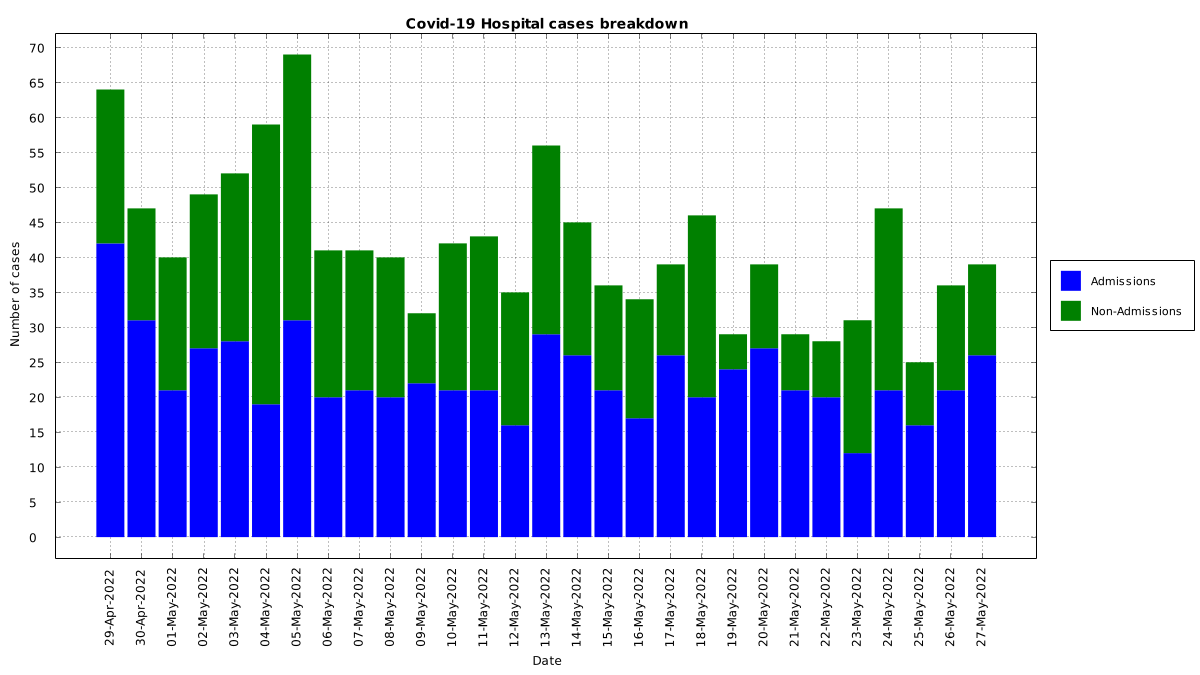 Covid-19 Hospital cases breakdown
70
65
60
55
50
45
40
35
30
25
20
15
10
5
0
Number of cases
29-Apr-2022
30-Apr-2022
01-May-2022
02-May-2022
03-May-2022
04-May-2022
05-May-2022
06-May-2022
07-May-2022
08-May-2022
09-May-2022
10-May-2022
11-May-2022
12-May-2022
13-May-2022
14-May-2022
15-May-2022
16-May-2022
17-May-2022
18-May-2022
19-May-2022
20-May-2022
21-May-2022
22-May-2022
23-May-2022
24-May-2022
25-May-2022
26-May-2022
27-May-2022
Date
Admissions
Non-Admissions